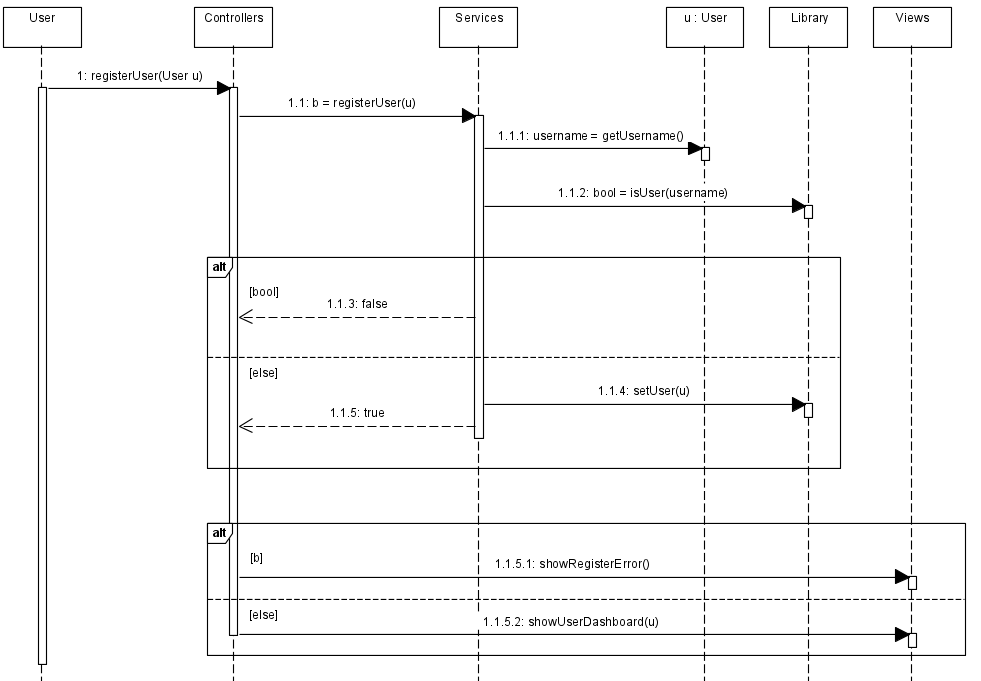 User
Controllers
Services
u : User
Library
Views
1: registerUser(User u)
1.1: b = registerUser(u)
1.1.1: username = getUsername()
1.1.2: bool = isUser(username)
alt
[bool]
1.1.3: false
[else]
1.1.4: setUser(u)
1.1.5: true
alt
[b]
1.1.5.1: showRegisterError()
[else]
1.1.5.2: showUserDashboard(u)